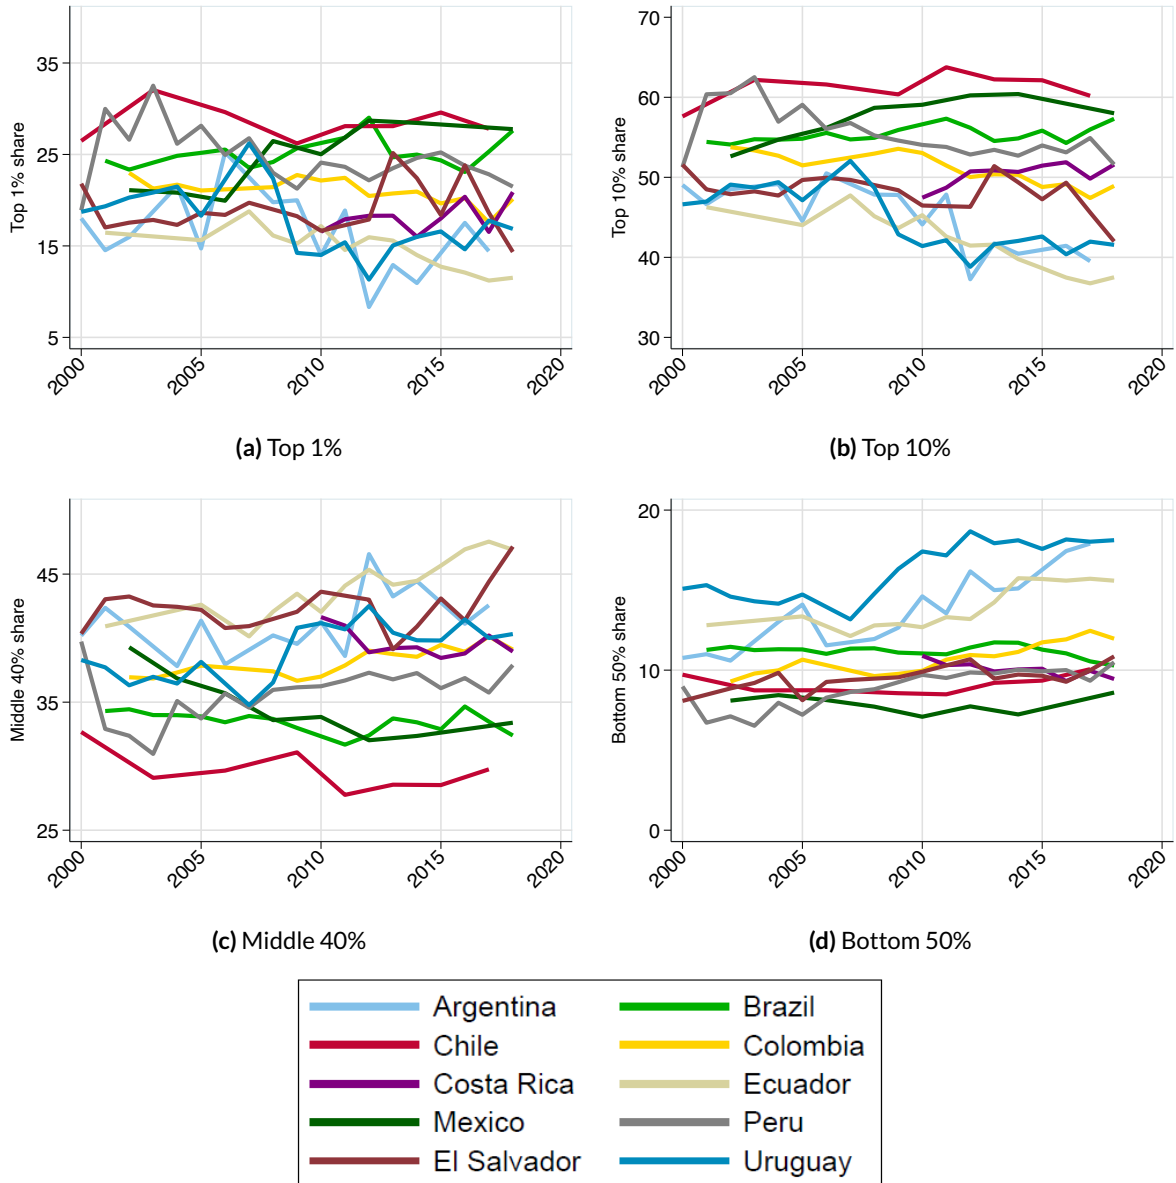 Top 1% share
35
25
15
5
2000
2005
2010
2015
2020
(a) Top 1%
Top 10% share
70
60
50
40
30
2000
2005
2010
2015
2020
(b) Top 10%
Middle 40% share
45
35
25
2000
2005
2010
2015
2020
(c) Middle 40%
Bottom 50% share
20
10
0
2000
2005
2010
2015
2020
(d) Bottom 50%
Argentina
Brazil
Chile
Colombia
Costa Rica
Ecuador
Mexico
Peru
El Salvador
Uruguay